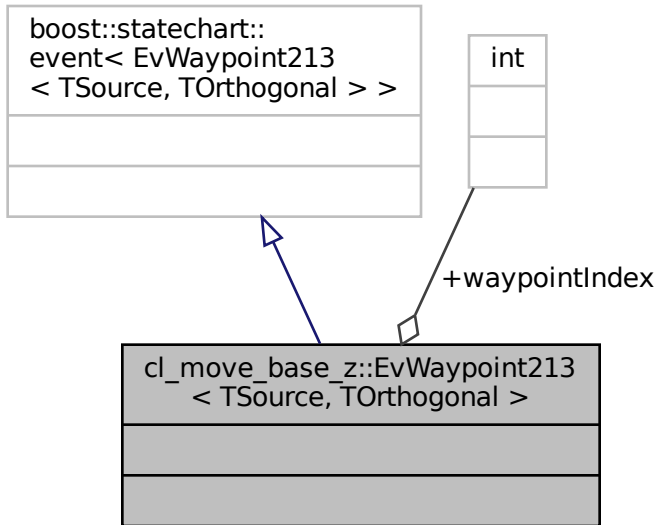 boost::statechart::
event< EvWaypoint213
< TSource, TOrthogonal > >
int
+waypointIndex
cl_move_base_z::EvWaypoint213
< TSource, TOrthogonal >